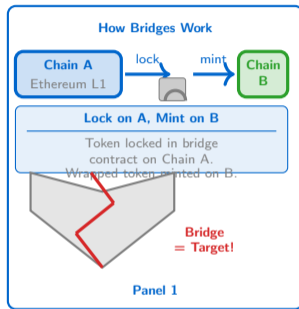 How Bridges Work
Chain A
Ethereum L1
lock
mint
Chain
B
Lock on A, Mint on B
Token locked in bridge
contract on Chain A.
Wrapped token minted on B.
Bridge
= Target!
Panel 1